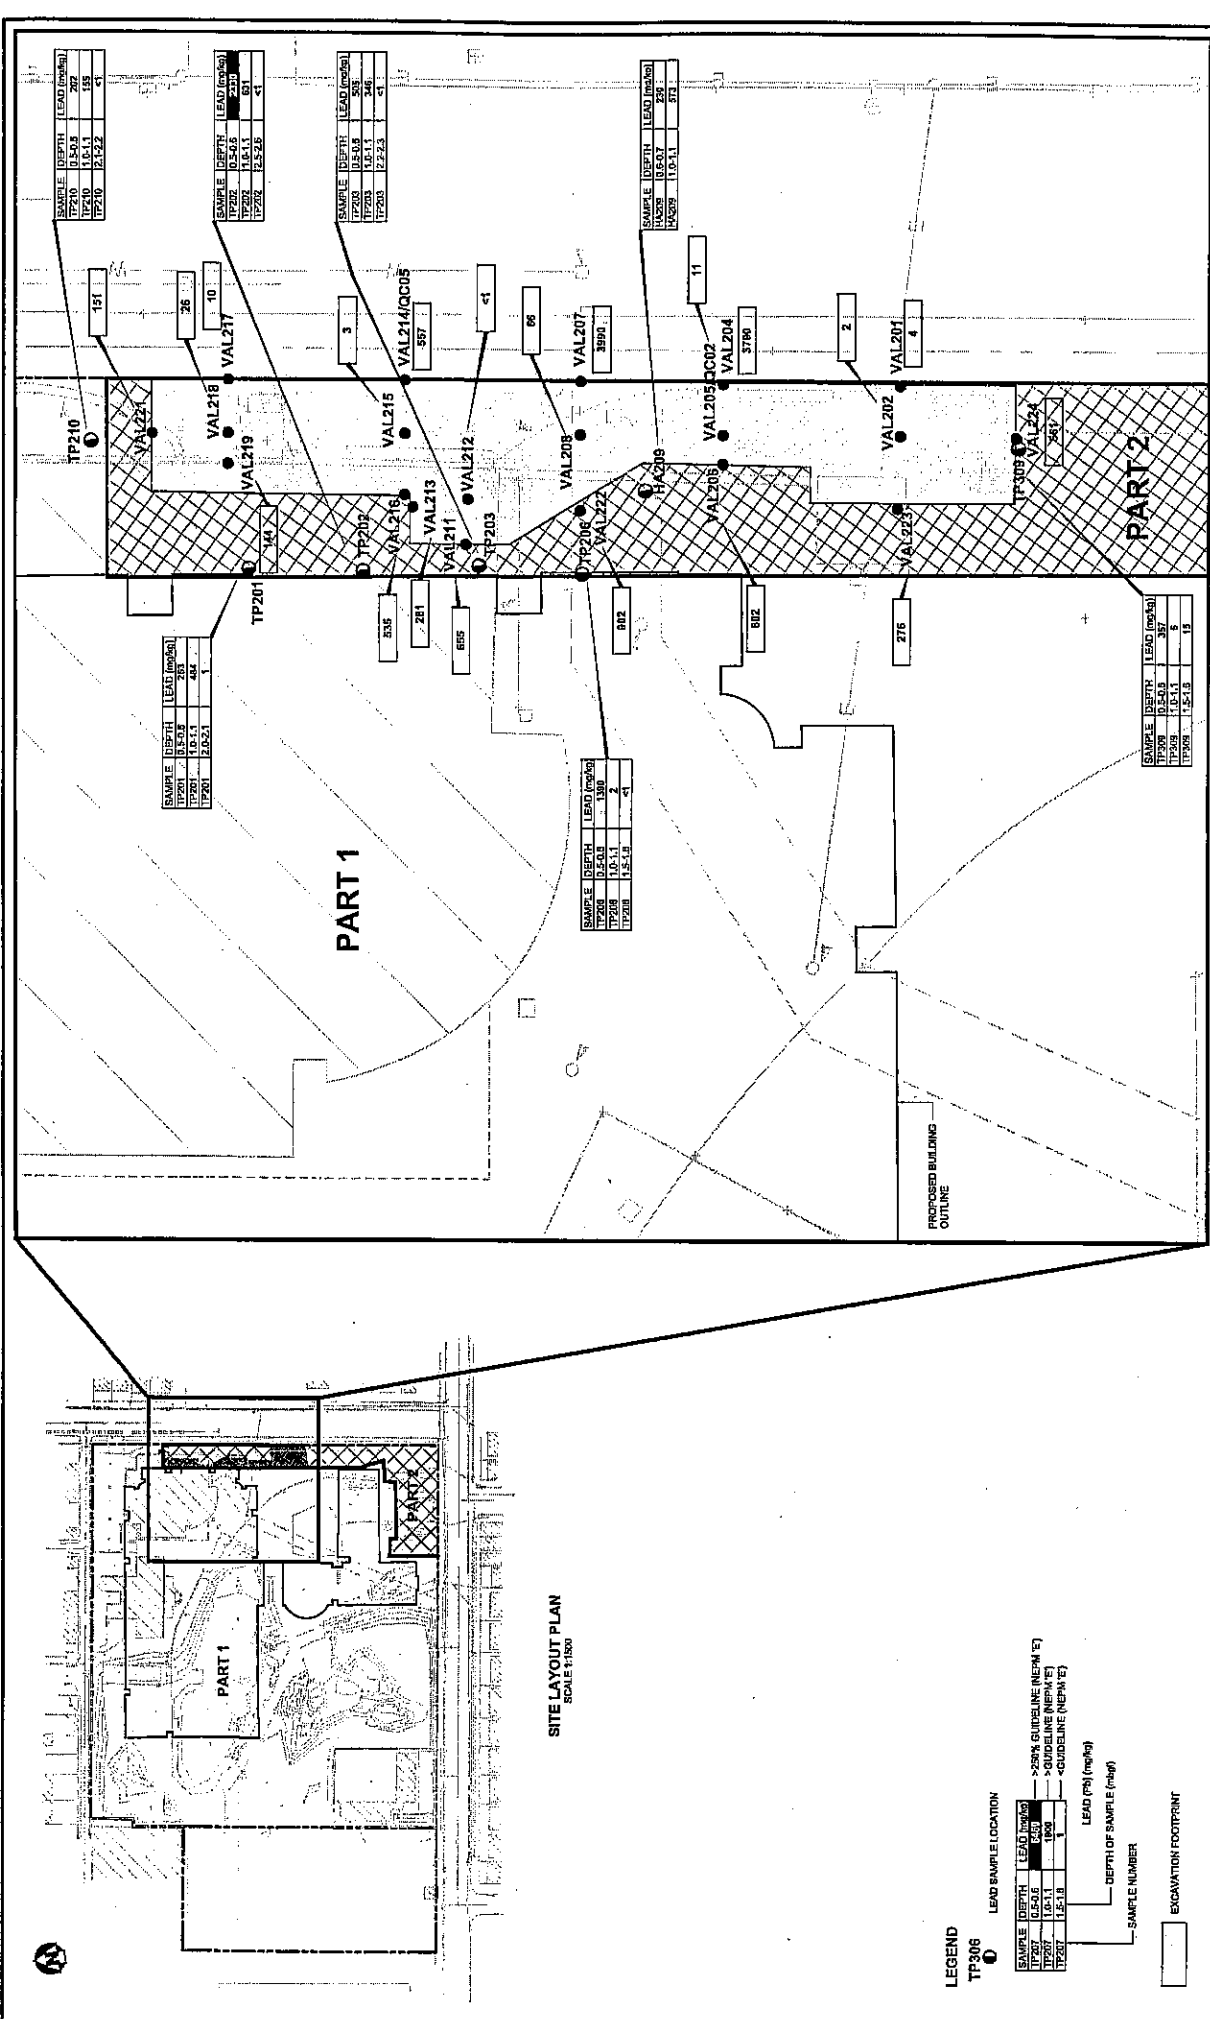 SAMPLE DEPTH LEAD (mg/kg)
TP210 0.5-0.6 202
TP210 1.0-1.1 155
TP210 2.1-2.2 <1
SAMPLE DEPTH LEAD (mg/kg)
TP202 0.5-0.6
TP202 1.0-1.1 601
TP202 2.5-2.6 <1
SAMPLE DEPTH LEAD (mg/kg)
TP203 0.5-0.6 505
TP203 1.0-1.1 346
TP203 2.2-2.3 <1
SAMPLE DEPTH LEAD (mg/kg)
HA209 0.6-0.7 230
HA209 1.0-1.1 573
151
26
10
3
557
<1
66
3990
11
3790
2
4
TP210
VAL221
VAL218
VAL217
VAL219
144
VAL215
VAL214/QC05
VAL212
VAL208
VAL207
VAL205/QC02
VAL204
VAL202
VAL201
TP201
TP202
VAL216
VAL213
VAL211
TP203
TP206
VAL222
HA209
VAL206
VAL223
TP309
VAL224
561
PART 2
535
281
655
902
602
276
SAMPLE DEPTH LEAD (mg/kg)
TP201 0.5-0.6 263
TP201 1.0-1.1 484
TP201 2.0-2.1 1
SAMPLE DEPTH LEAD (mg/kg)
TP206 0.5-0.6 1300
TP206 1.0-1.1 2
TP206 1.5-1.6 <1
SAMPLE DEPTH LEAD (mg/kg)
TP309 0.5-0.6 357
TP309 1.0-1.1 6
TP309 1.5-1.6 15
PART 1
PROPOSED BUILDING
OUTLINE
PART 1
PART 2
SITE LAYOUT PLAN
SCALE 1:1500
LEGEND
TP306
LEAD SAMPLE LOCATION
SAMPLE DEPTH LEAD (mg/kg)
TP207 0.5-0.6 >250% GUIDELINE (NEPM 'E')
TP207 1.0-1.1 1900 >GUIDELINE (NEPM 'E')
TP207 1.5-1.6 1 <GUIDELINE (NEPM 'E')
LEAD (Pb) (mg/kg)
DEPTH OF SAMPLE (mbgl)
SAMPLE NUMBER
EXCAVATION FOOTPRINT